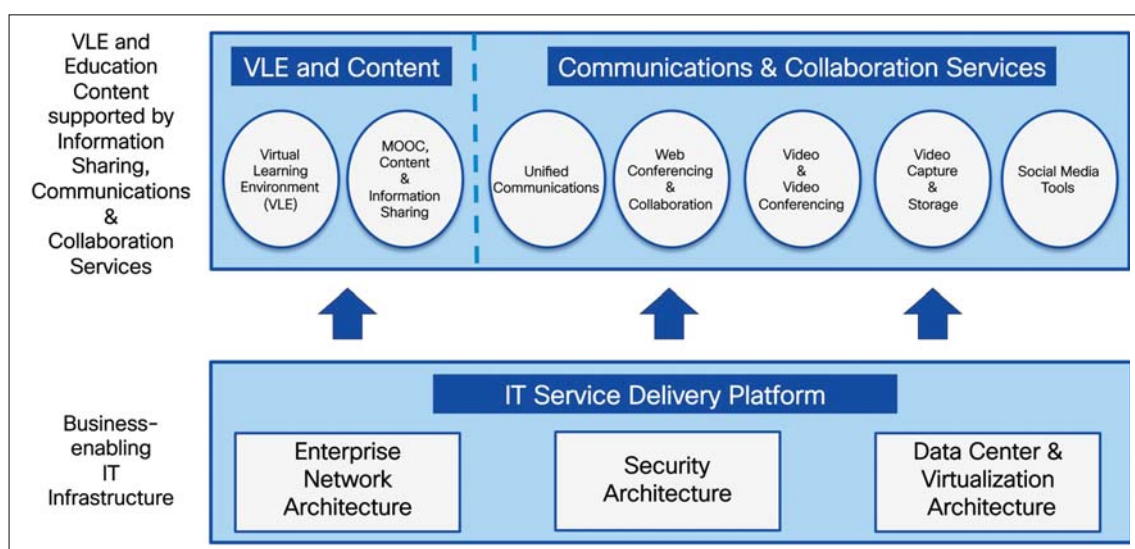 VLE and
Education
Content
supported by
Information
Sharing,
Communications
&
Collaboration
Services
VLE and Content
Communications & Collaboration Services
Virtual
Learning
Environment
(VLE)
MOOC,
Content
&
Information
Sharing
Unified
Communications
Web
Conferencing
&
Collaboration
Video
&
Video
Conferencing
Video
Capture
&
Storage
Social Media
Tools
Business-
enabling
IT
Infrastructure
IT Service Delivery Platform
Enterprise
Network
Architecture
Security
Architecture
Data Center &
Virtualization
Architecture